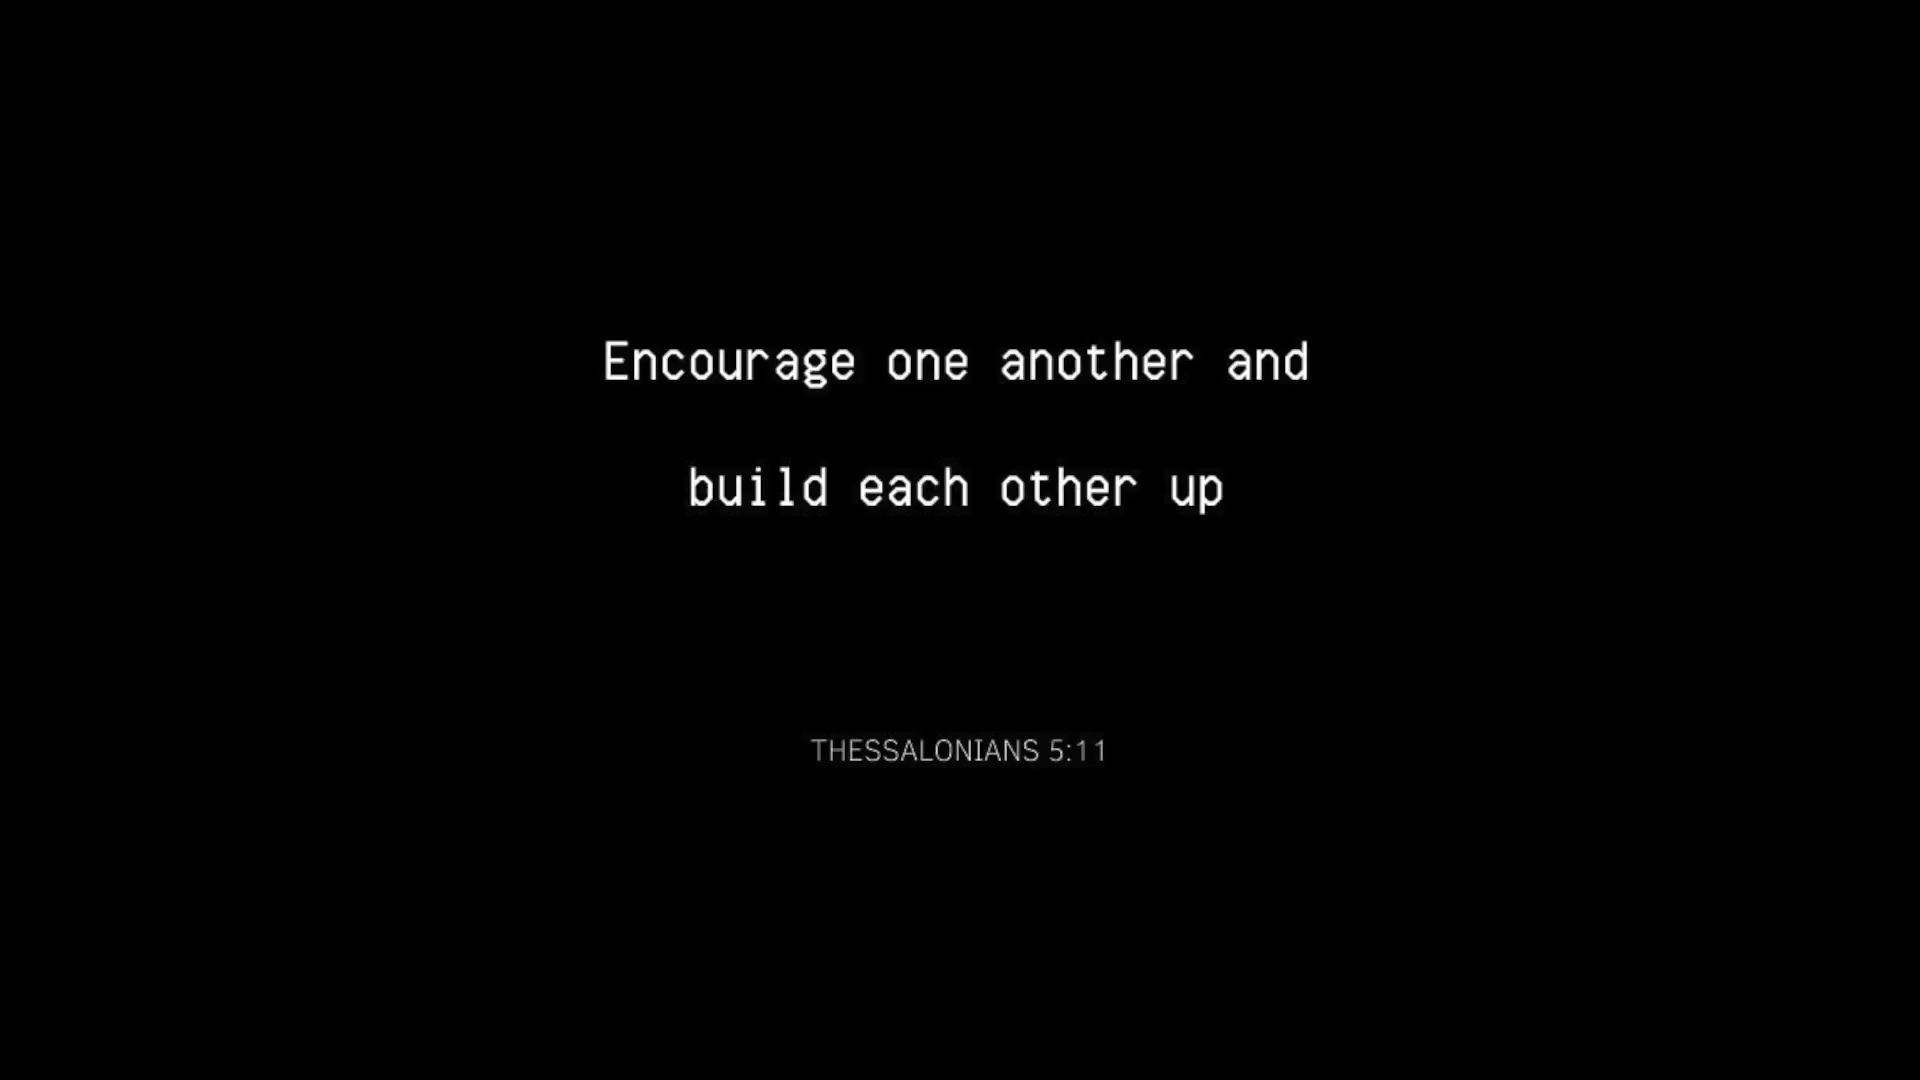 Encourage one another and
build each other up
THESSALONIANS 5:11